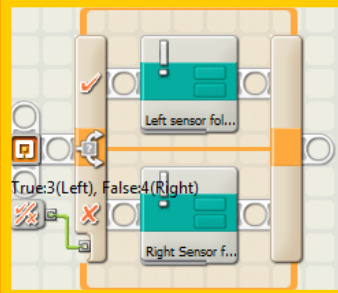 Left sensor fol...
True:3(Left), False:4(Right)
Right Sensor f...